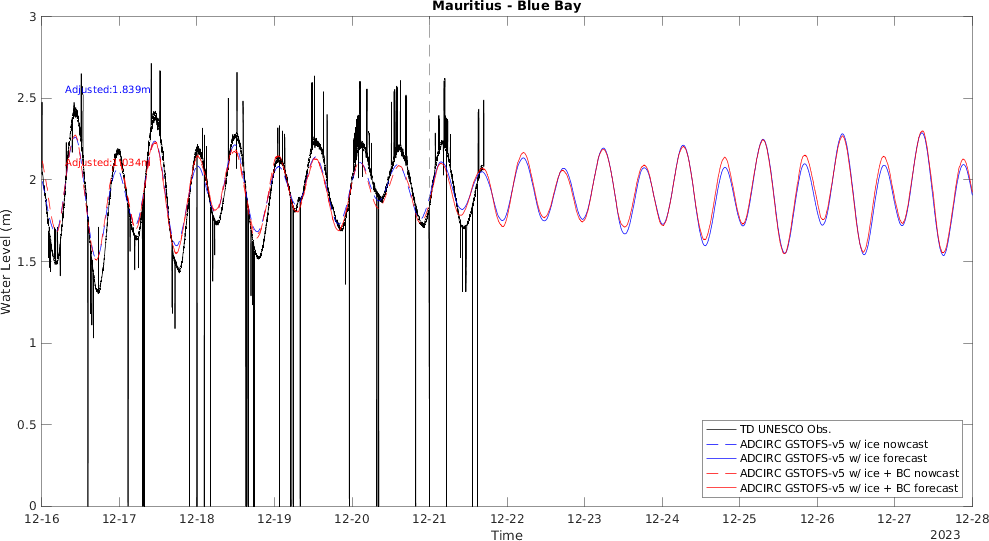 Mauritius - Blue Bay
3
2.5
2
1.5
1
0.5
0
Water Level (m)
Adjusted:1.839m
Adjusted:1.034m
TD UNESCO Obs.
ADCIRC GSTOFS-v5 w/ ice nowcast
ADCIRC GSTOFS-v5 w/ ice forecast
ADCIRC GSTOFS-v5 w/ ice + BC nowcast
ADCIRC GSTOFS-v5 w/ ice + BC forecast
12-16 12-17 12-18 12-19 12-20 12-21 12-22 12-23 12-24 12-25 12-26 12-27 12-28
Time
2023